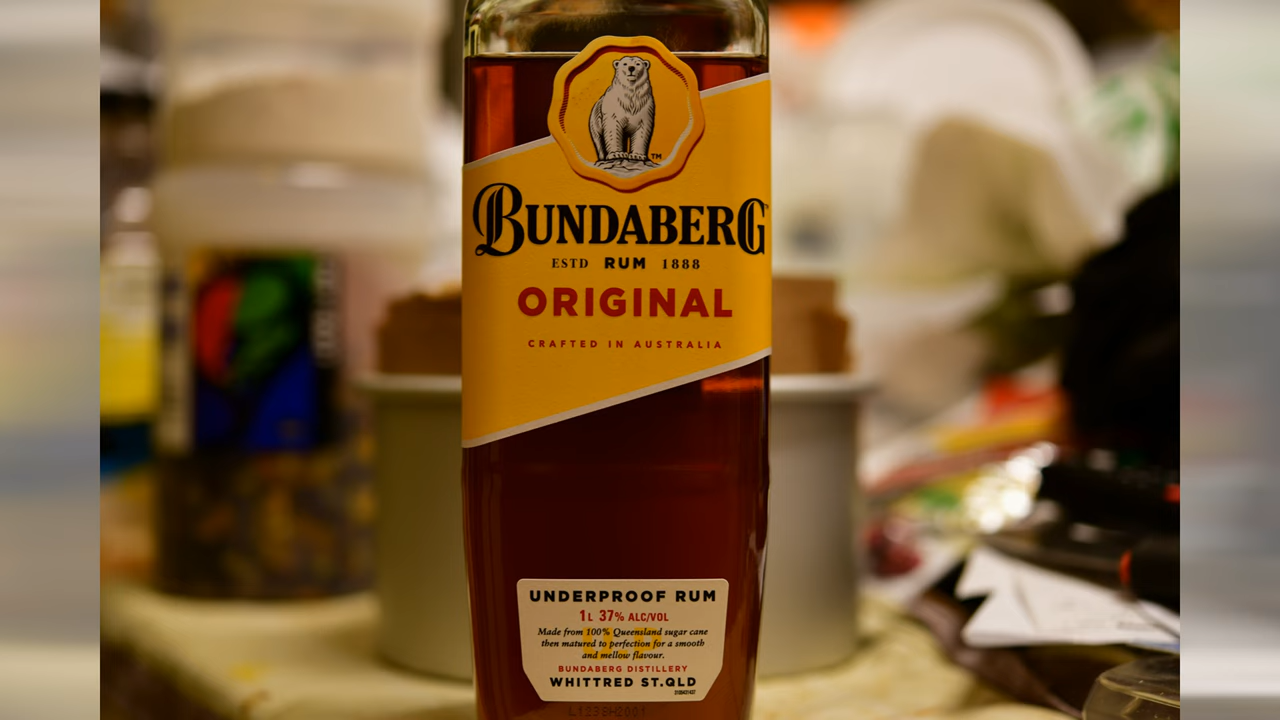 TM
BUNDABERG
ESTD RUM 1888
ORIGINAL
CRAFTED IN AUSTRALIA
UNDERPROOF RUM
1L 37% ALC/VOL
Made from 100% Queensland sugar cane
then matured to perfection for a smooth
and mellow flavour.
BUNDABERG DISTILLERY
WHITTRED ST.QLD